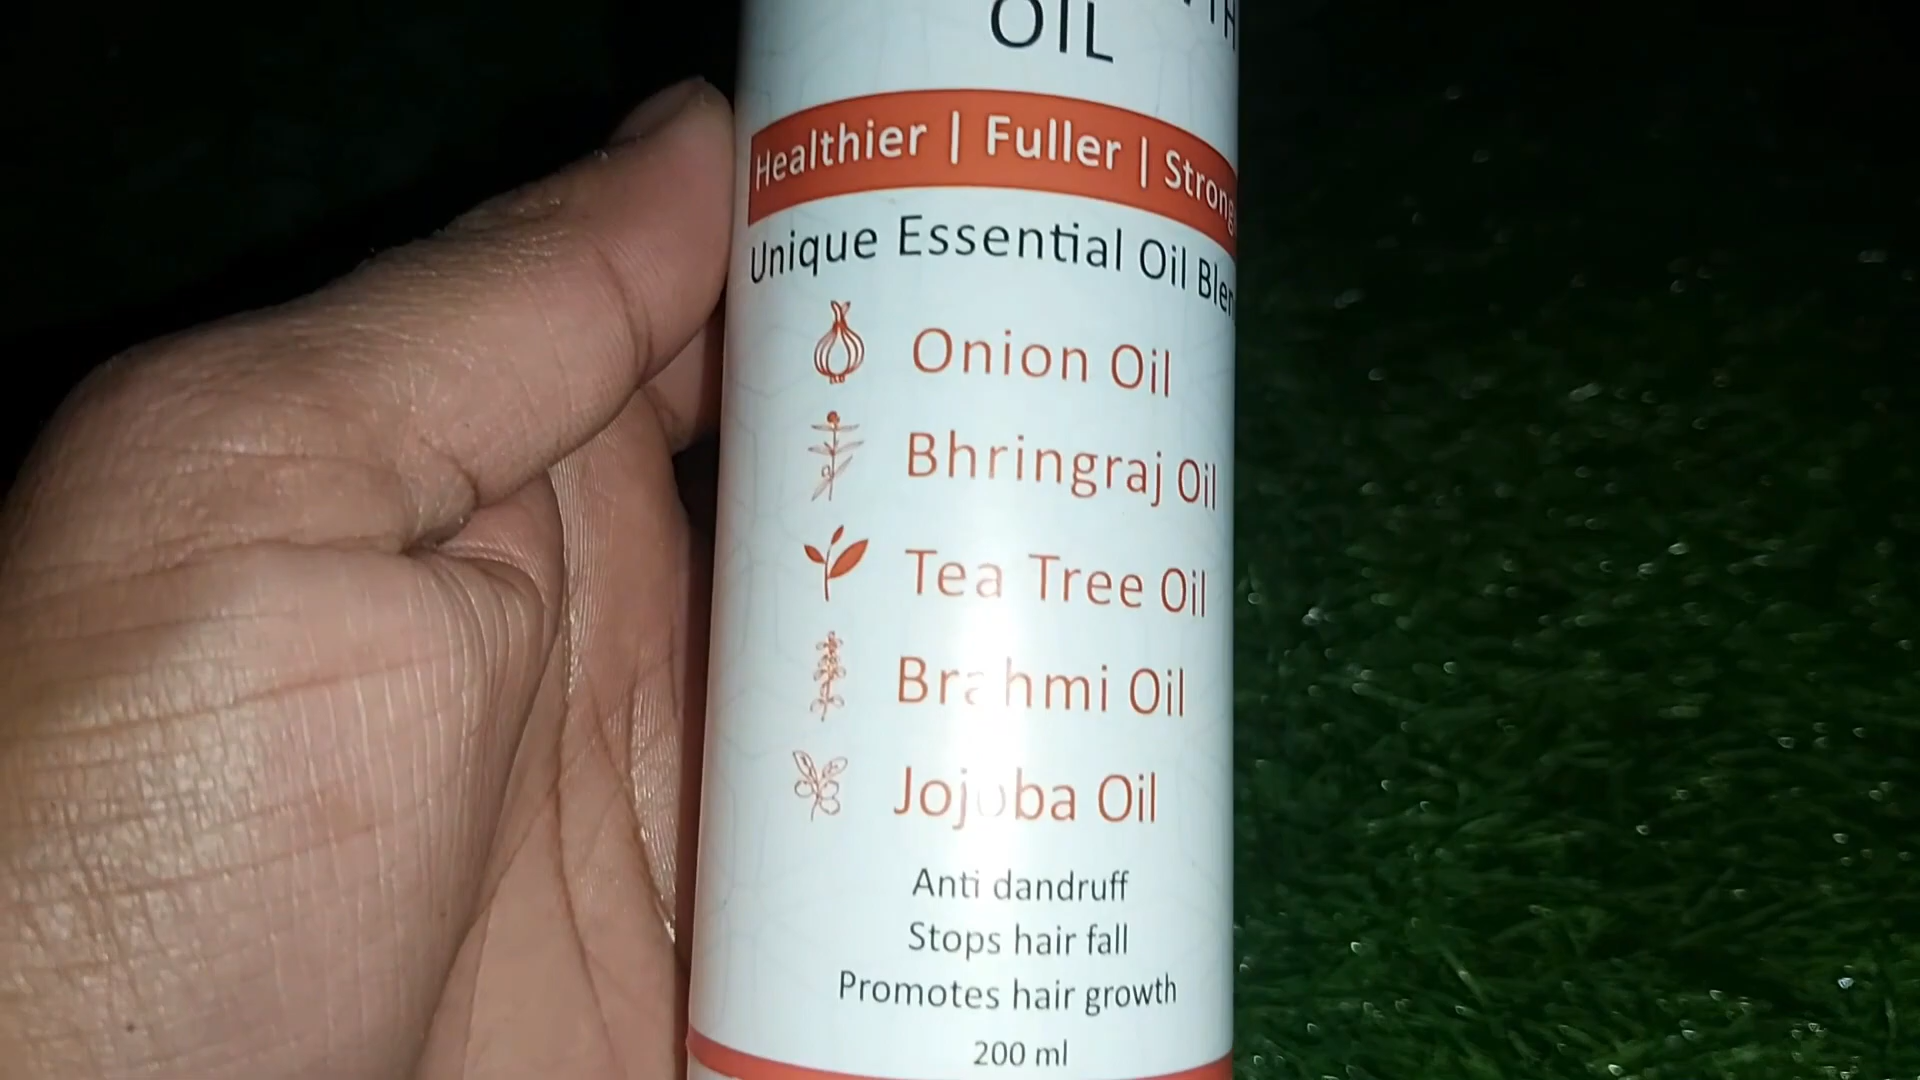 OIL
Healthier | Fuller | Strong
Unique Essential Oil Blen
Onion Oil
Bhringraj Oil
Tea Tree Oil
Brahmi Oil
Jojoba Oil
Anti dandruff
Stops hair fall
Promotes hair growth
200 ml